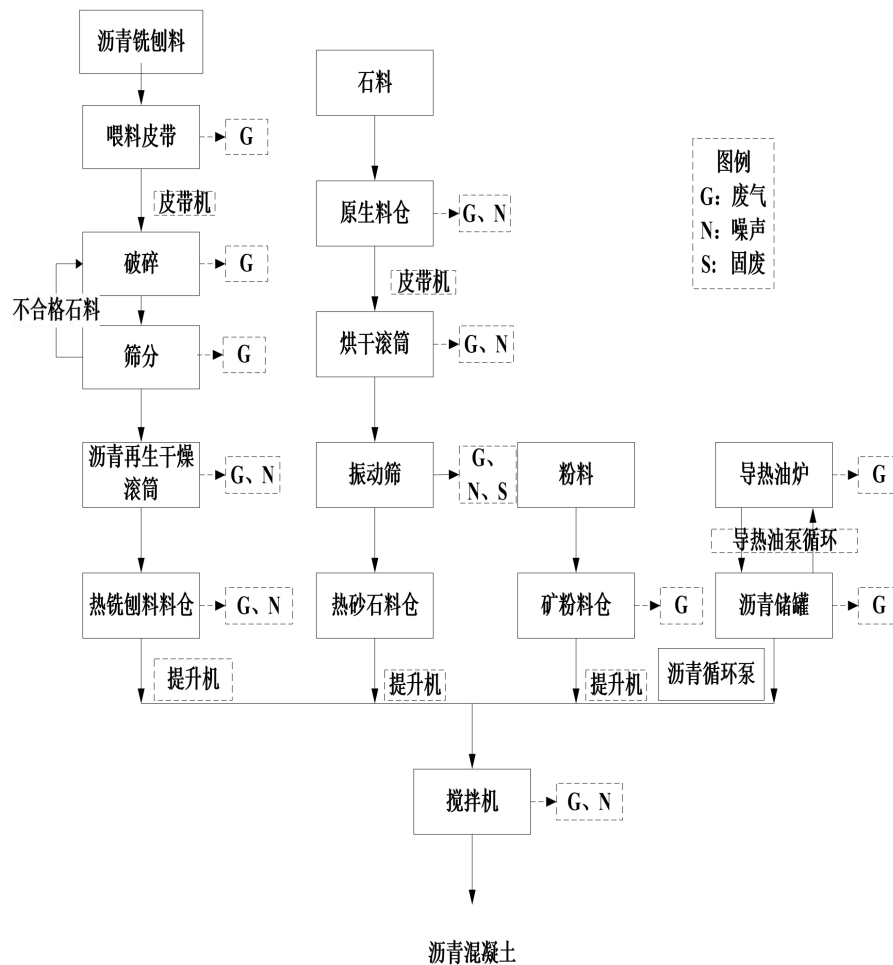 沥青铣刨料
石料
喂料皮带
G
图例
G：废气
N：噪声
S：固废
皮带机
原生料仓
G、N
破碎
G
皮带机
不合格石料
筛分
G
烘干滚筒
G、N
沥青再生干燥
滚筒
G、N
振动筛
G、
N、S
粉料
导热油炉
G
导热油泵循环
热铣刨料料仓
G、N
热砂石料仓
矿粉料仓
G
沥青储罐
G
提升机
提升机
提升机
沥青循环泵
搅拌机
G、N
沥青混凝土